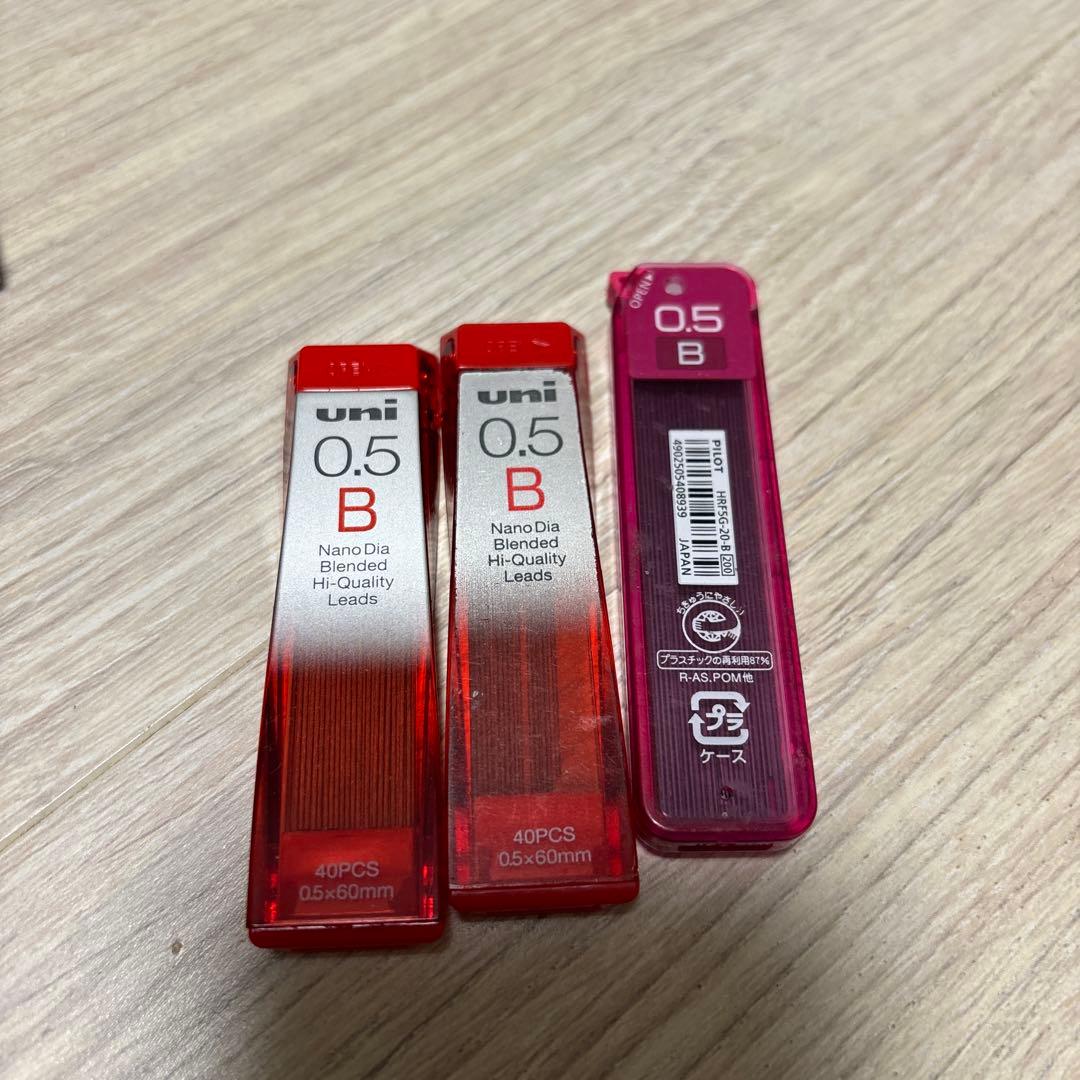 uni
0.5
B
Nano Dia
Blended
Hi-Quality
Leads
40PCS
0.5×60mm
uni
0.5
B
Nano Dia
Blended
Hi-Quality
Leads
40PCS
0.5×60mm
OPEN
0.5
B
PILOT HRF5G-20-B 200
4902505408939 JAPAN
ちきゅうにやさしい
プラスチックの再利用87%
R-AS.POM他
プラ
ケース